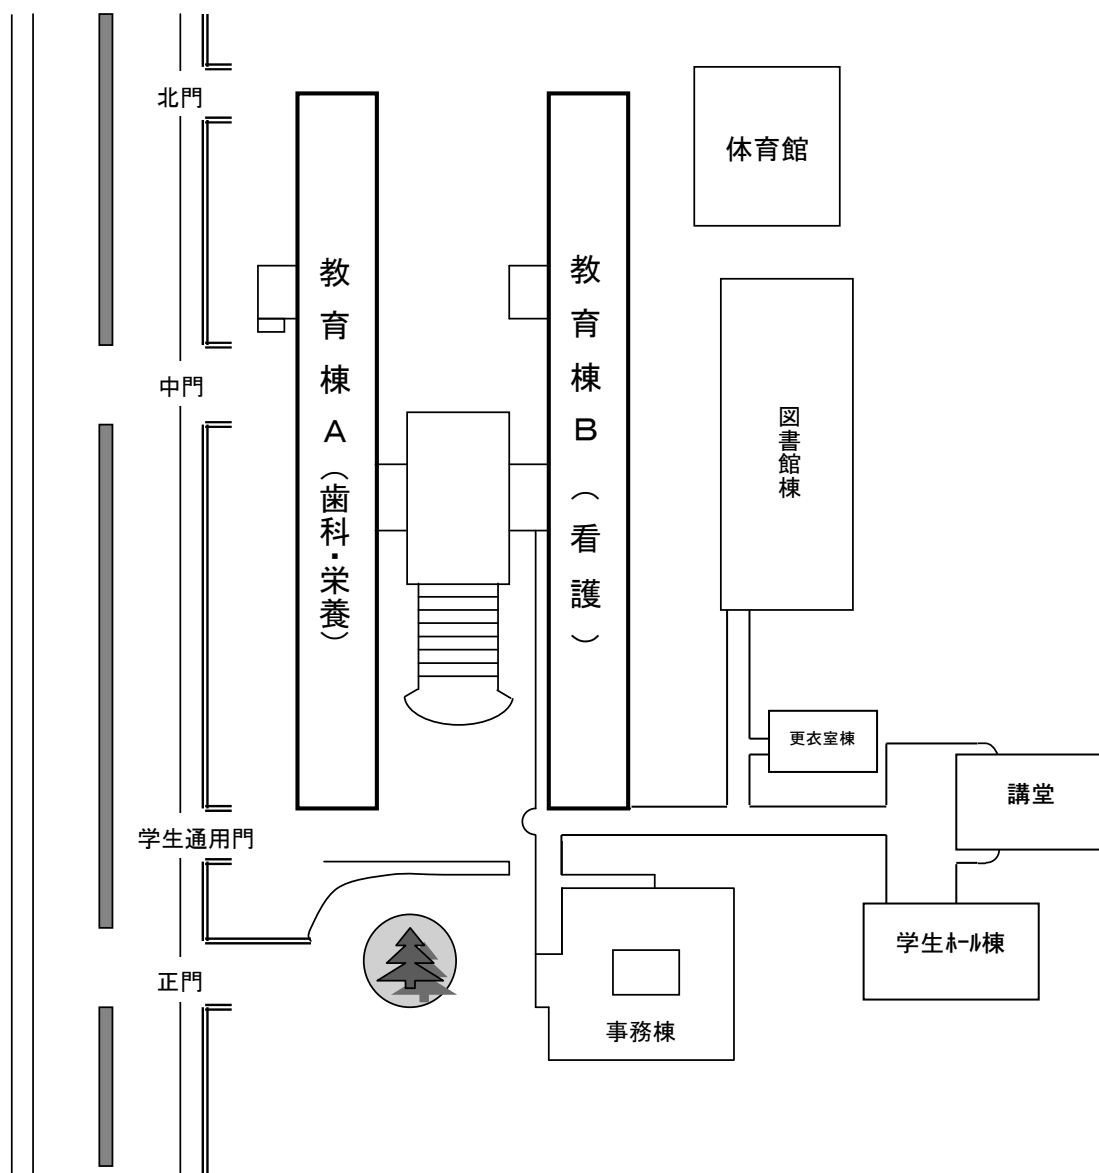 北門
体育館
教育棟A（歯科・栄養）
教育棟B（看護）
中門
図書館棟
更衣室棟
講堂
学生通用門
学生ﾎｰﾙ棟
正門
事務棟